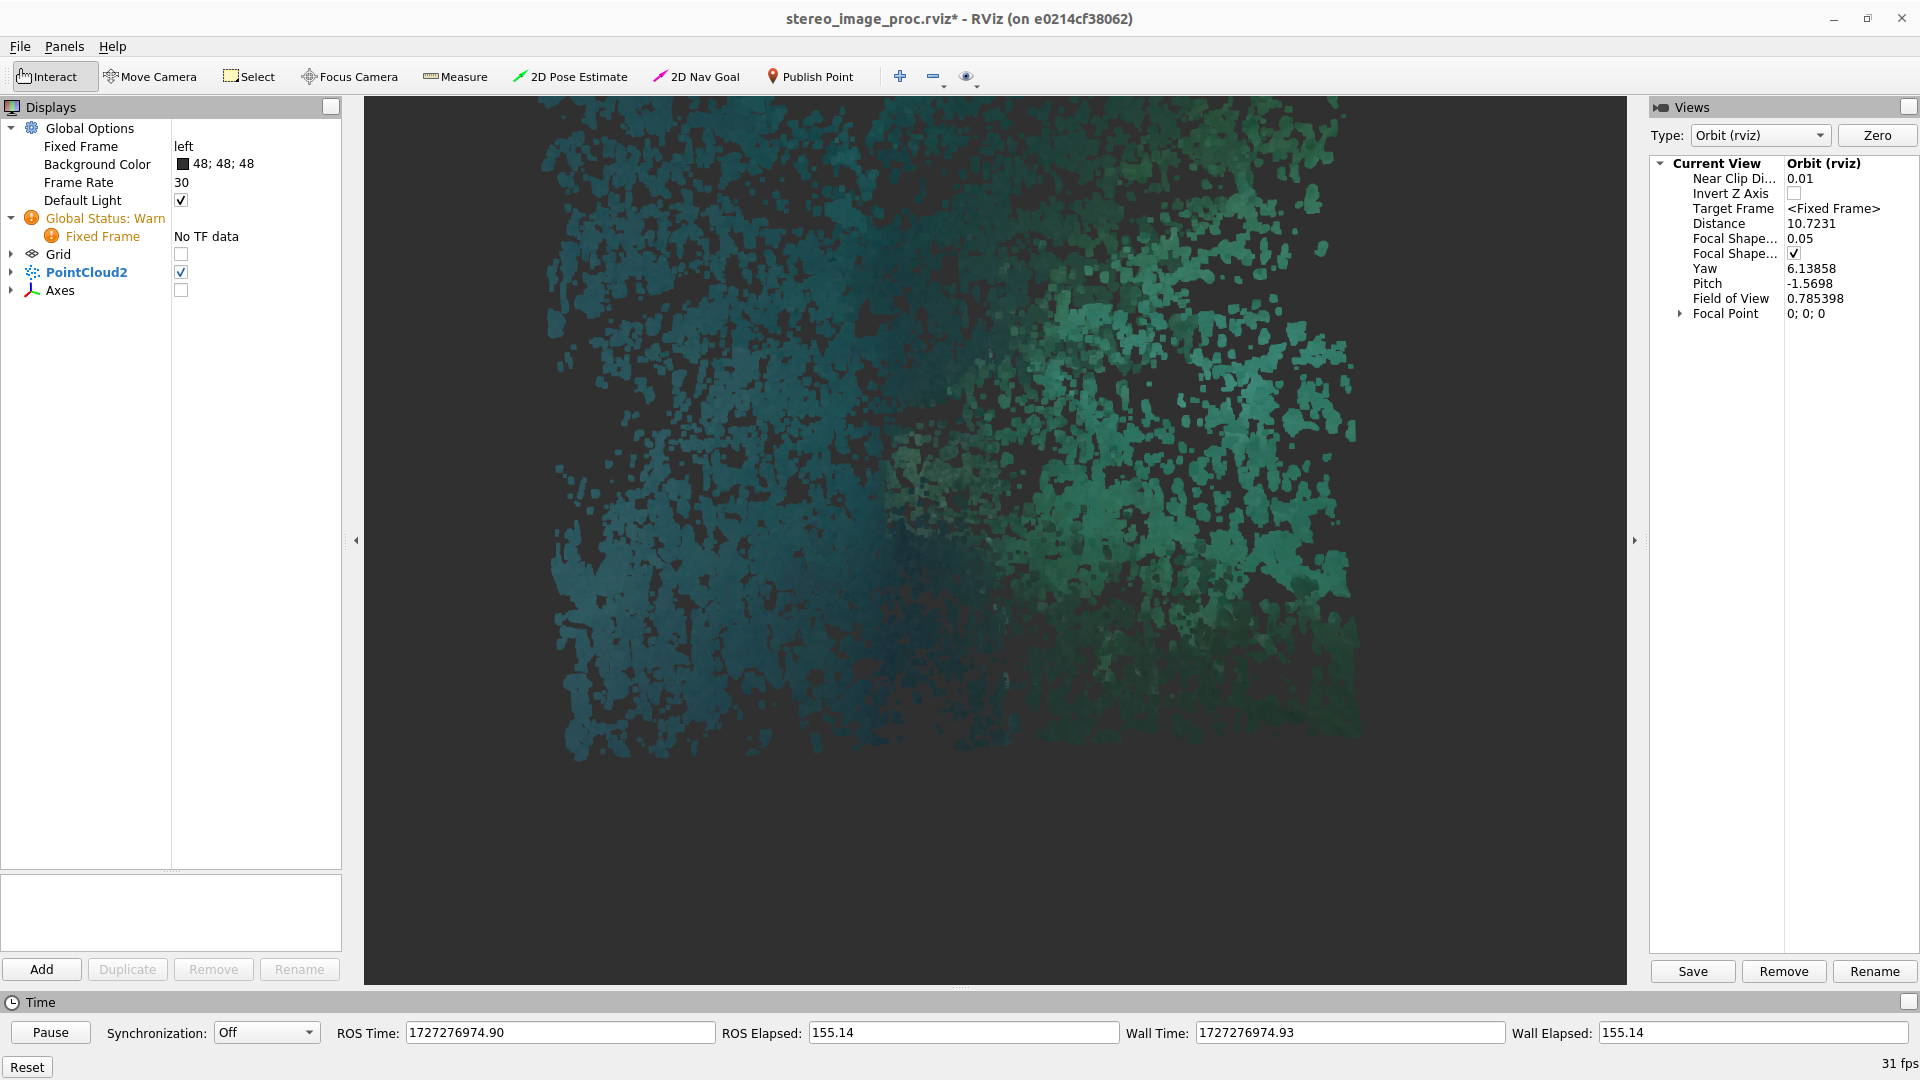 stereo_image_proc.rviz* - RViz (on e0214cf38062)
File Panels Help
Interact Move Camera Select Focus Camera Measure 2D Pose Estimate 2D Nav Goal Publish Point
Displays
Global Options
Fixed Frame left
Background Color 48; 48; 48
Frame Rate 30
Default Light
Global Status: Warn
Fixed Frame No TF data
Grid
PointCloud2
Axes
Add Duplicate Remove Rename
Views
Type: Orbit (rviz) Zero
Current View Orbit (rviz)
Near Clip Di... 0.01
Invert Z Axis
Target Frame <Fixed Frame>
Distance 10.7231
Focal Shape... 0.05
Focal Shape...
Yaw 6.13858
Pitch -1.5698
Field of View 0.785398
Focal Point 0; 0; 0
Save Remove Rename
Time
Pause Synchronization: Off ROS Time: 1727276974.90 ROS Elapsed: 155.14 Wall Time: 1727276974.93 Wall Elapsed: 155.14
Reset 31 fps